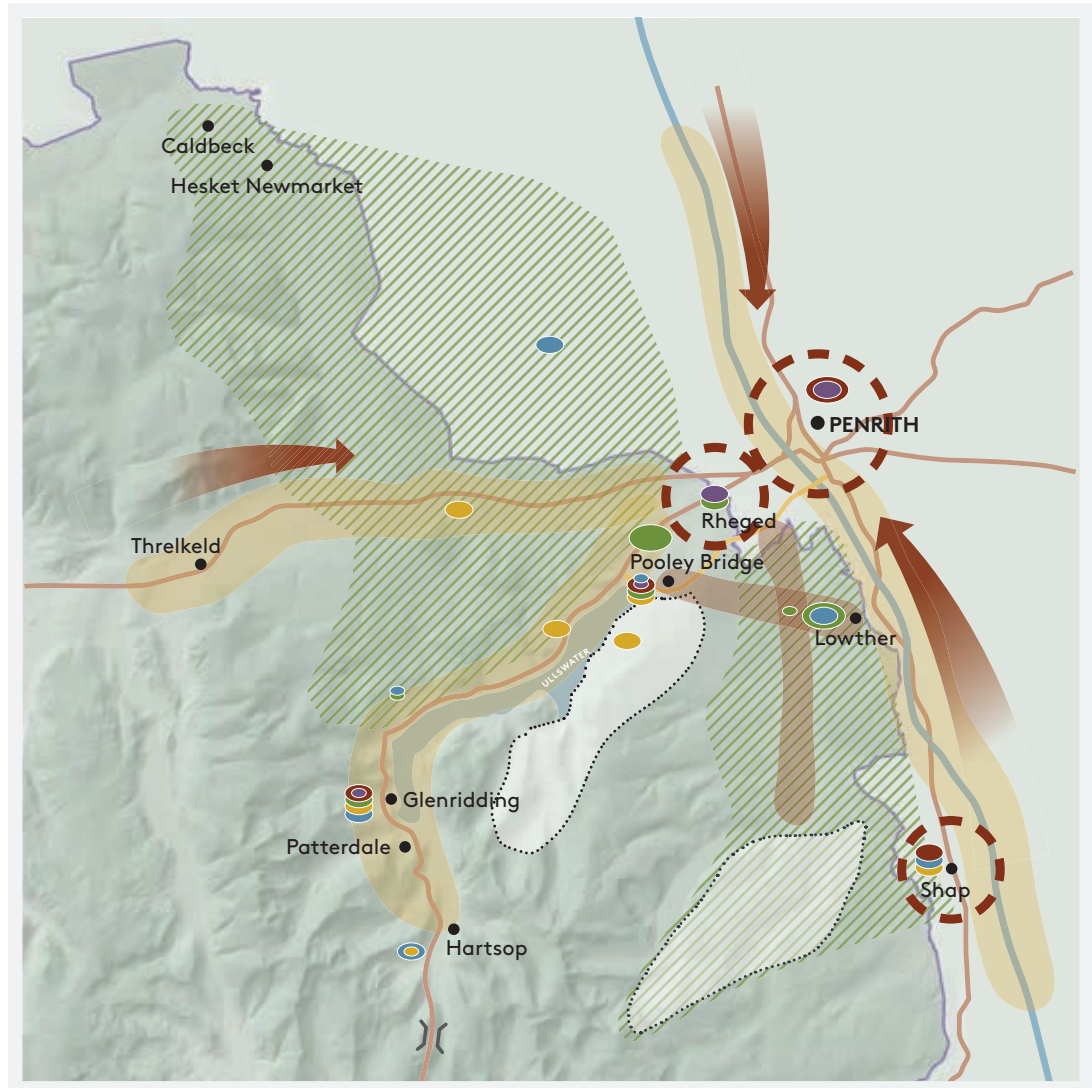 Caldbeck
Hesket Newmarket
PENRITH
Rheged
Threlkeld
Pooley Bridge
Lowther
ULLSWATER
Glenridding
Patterdale
Shap
Hartsop